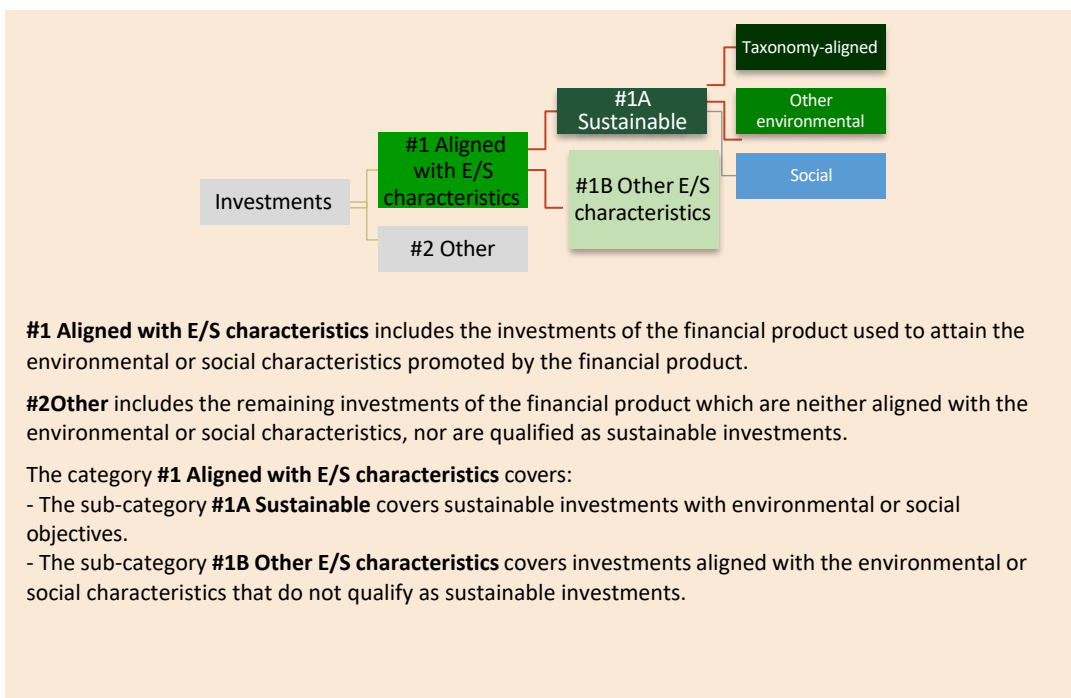 Taxonomy-aligned
#1A
Sustainable
Other
environmental
#1 Aligned
with E/S
characteristics
#1B Other E/S
characteristics
Social
Investments
#2 Other
#1 Aligned with E/S characteristics includes the investments of the financial product used to attain the
environmental or social characteristics promoted by the financial product.
#2Other includes the remaining investments of the financial product which are neither aligned with the
environmental or social characteristics, nor are qualified as sustainable investments.
The category #1 Aligned with E/S characteristics covers:
- The sub-category #1A Sustainable covers sustainable investments with environmental or social
objectives.
- The sub-category #1B Other E/S characteristics covers investments aligned with the environmental or
social characteristics that do not qualify as sustainable investments.